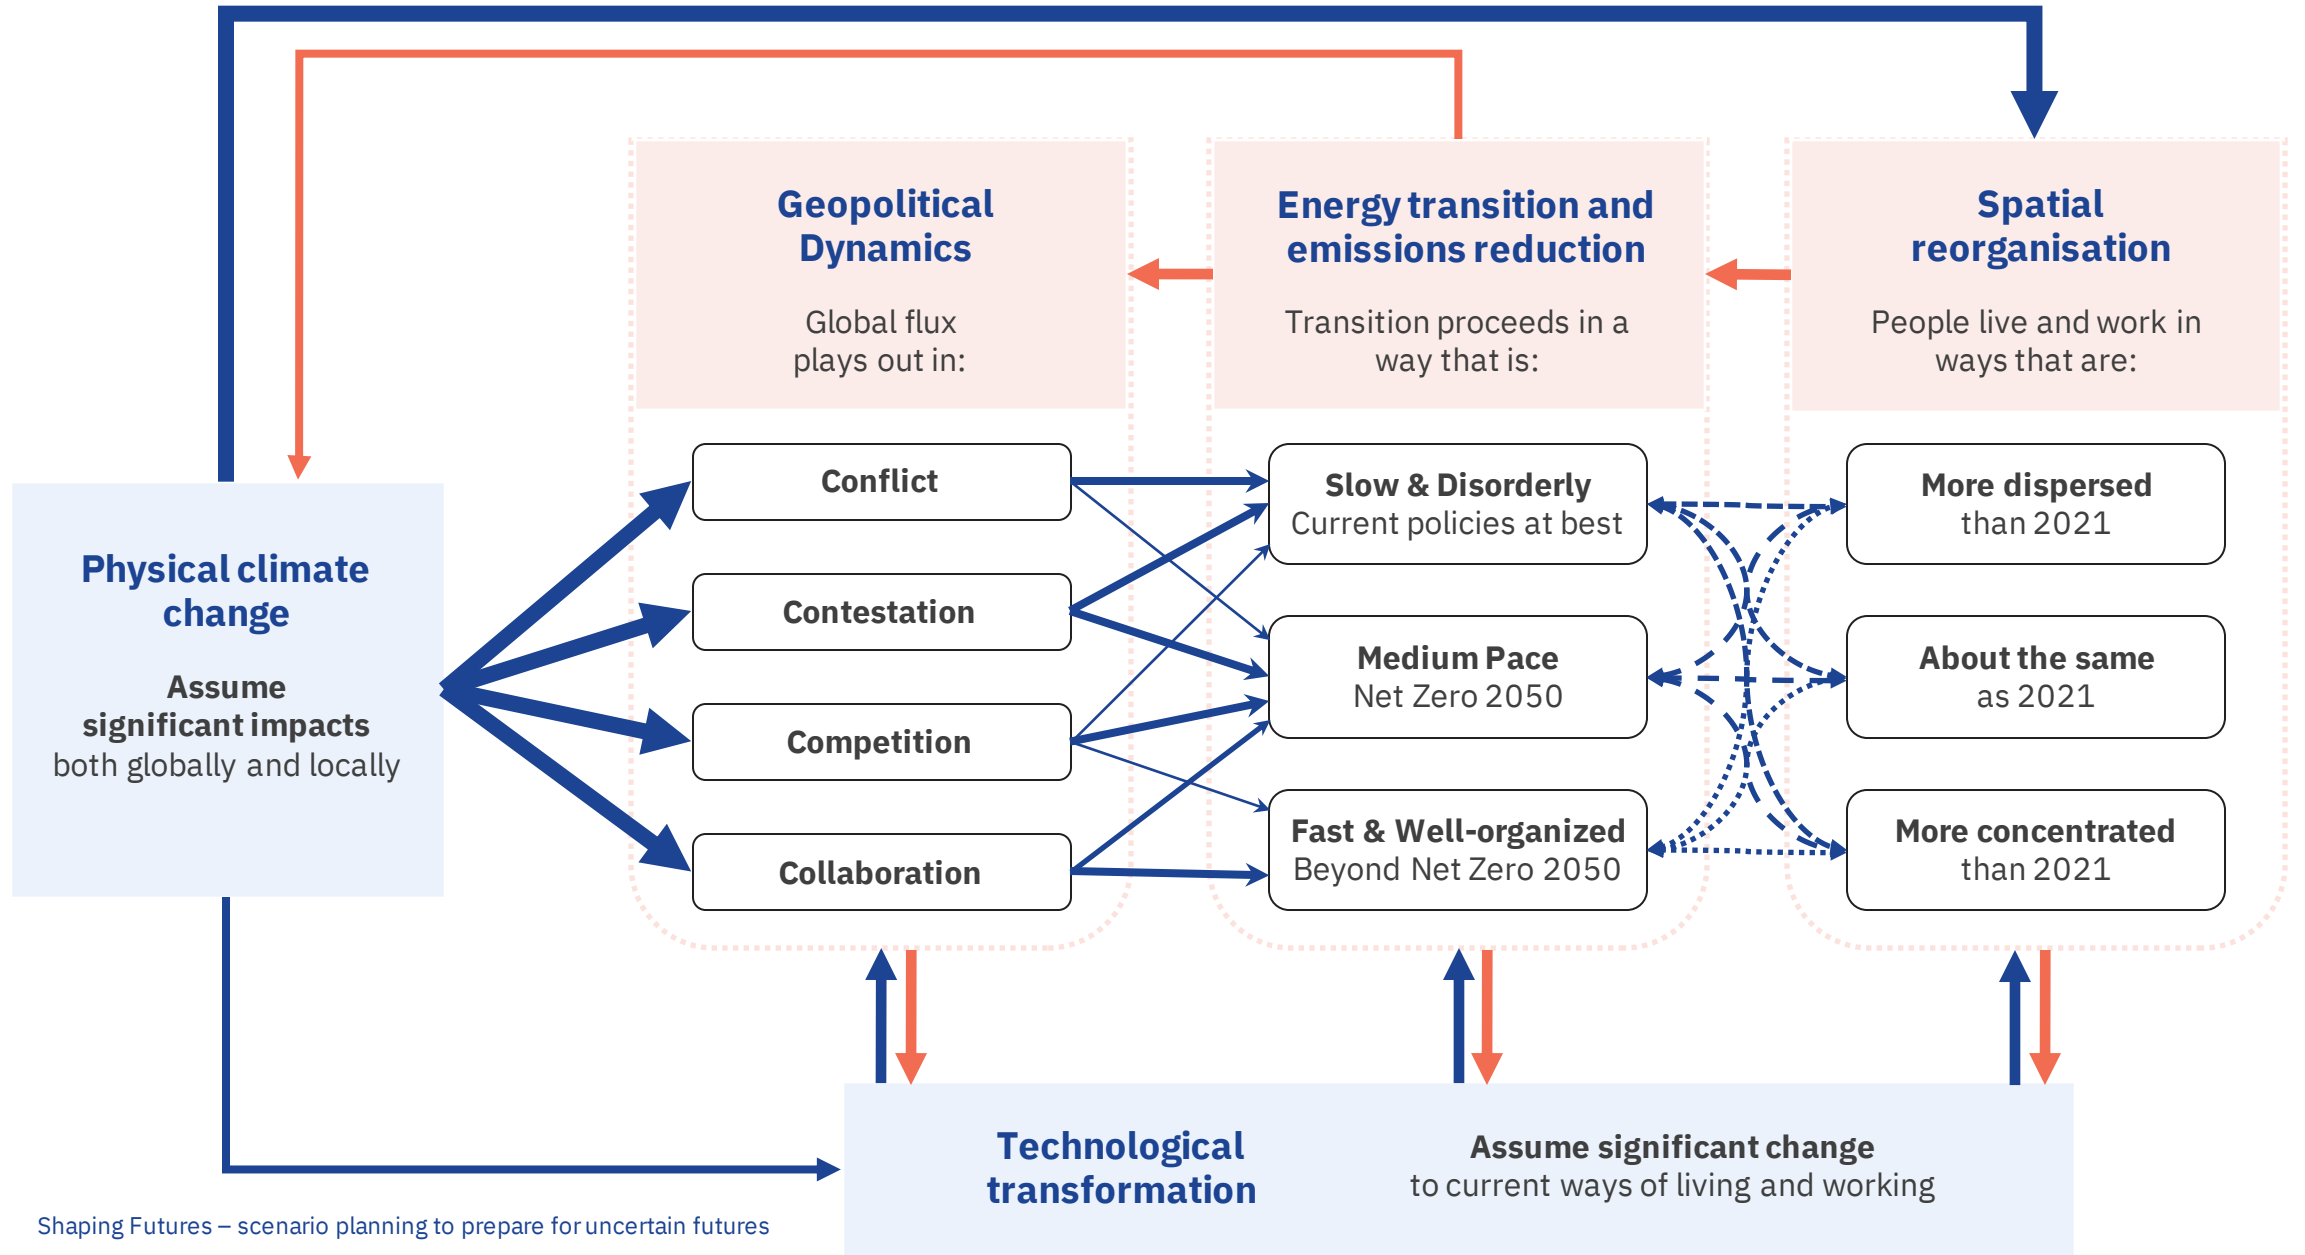 Geopolitical
Dynamics
Global flux
plays out in:
Energy transition and
emissions reduction
Transition proceeds in a
way that is:
Spatial
reorganisation
People live and work in
ways that are:
Physical climate
change
Assume
significant impacts
both globally and locally
Conflict
Contestation
Competition
Collaboration
Slow & Disorderly
Current policies at best
Medium Pace
Net Zero 2050
Fast & Well-organized
Beyond Net Zero 2050
More dispersed
than 2021
About the same
as 2021
More concentrated
than 2021
Technological
transformation
Assume significant change
to current ways of living and working
Shaping Futures – scenario planning to prepare for uncertain futures